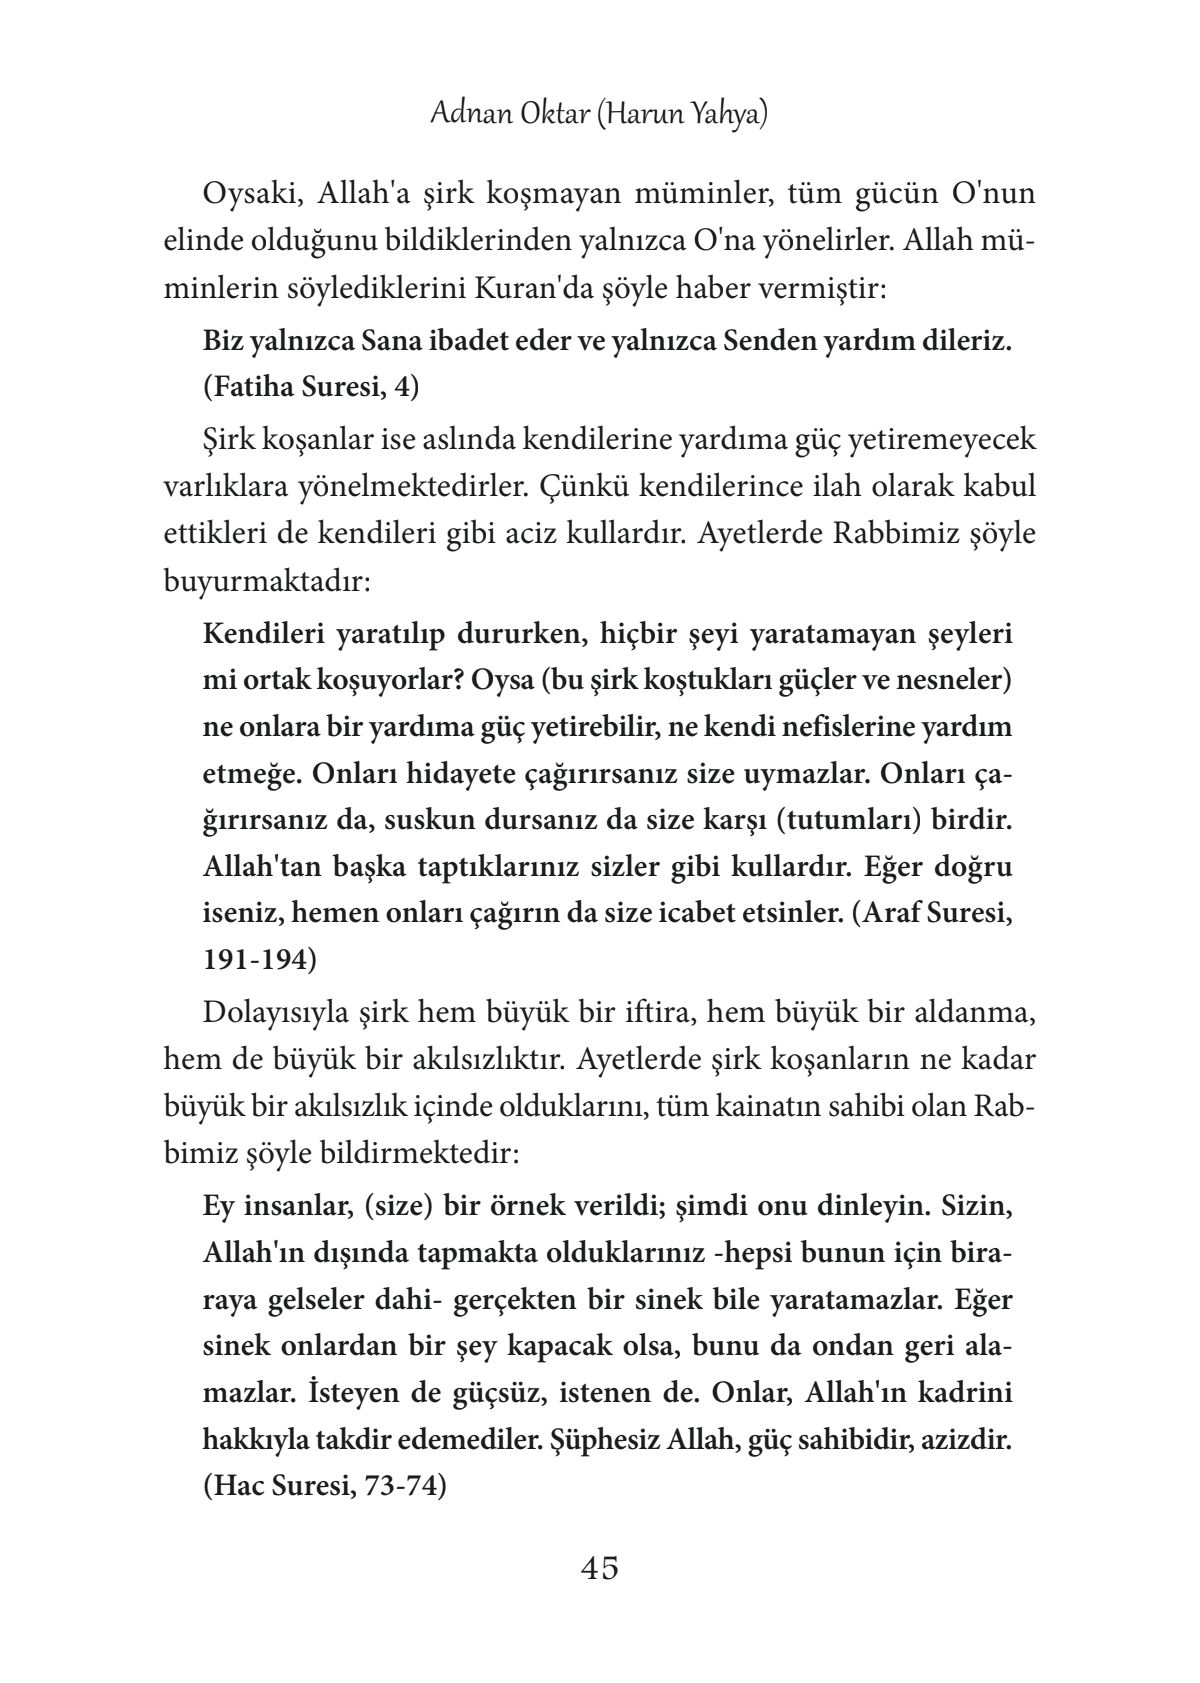 Adnan Oktar (Harun Yahya)
Oysaki, Allah'a şirk koşmayan müminler, tüm gücün O'nun
elinde olduğunu bildiklerinden yalnızca O'na yönelirler. Allah mü-
minlerin söylediklerini Kuran'da şöyle haber vermiştir:
Biz yalnızca Sana ibadet eder ve yalnızca Senden yardım dileriz.
(Fatiha Suresi, 4)
Şirk koşanlar ise aslında kendilerine yardıma güç yetiremeyecek
varlıklara yönelmektedirler. Çünkü kendilerince ilah olarak kabul
ettikleri de kendileri gibi aciz kullardır. Ayetlerde Rabbimiz şöyle
buyurmaktadır:
Kendileri yaratılıp dururken, hiçbir şeyi yaratamayan şeyleri
mi ortak koşuyorlar? Oysa (bu şirk koştukları güçler ve nesneler)
ne onlara bir yardıma güç yetirebilir, ne kendi nefislerine yardım
etmeğe. Onları hidayete çağırırsanız size uymazlar. Onları ça-
ğırırsanız da, suskun dursanız da size karşı (tutumları) birdir.
Allah'tan başka taptıklarınız sizler gibi kullardır. Eğer doğru
iseniz, hemen onları çağırın da size icabet etsinler. (Araf Suresi,
191-194)
Dolayısıyla şirk hem büyük bir iftira, hem büyük bir aldanma,
hem de büyük bir akılsızlıktır. Ayetlerde şirk koşanların ne kadar
büyük bir akılsızlık içinde olduklarını, tüm kainatın sahibi olan Rab-
bimiz şöyle bildirmektedir:
Ey insanlar, (size) bir örnek verildi; şimdi onu dinleyin. Sizin,
Allah'ın dışında tapmakta olduklarınız -hepsi bunun için bira-
raya gelseler dahi- gerçekten bir sinek bile yaratamazlar. Eğer
sinek onlardan bir şey kapacak olsa, bunu da ondan geri ala-
mazlar. İsteyen de güçsüz, istenen de. Onlar, Allah'ın kadrini
hakkıyla takdir edemediler. Şüphesiz Allah, güç sahibidir, azizdir.
(Hac Suresi, 73-74)
45